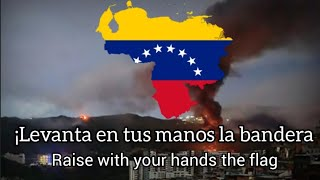 ¡Levanta en tus manos la bandera
Raise with your hands the flag